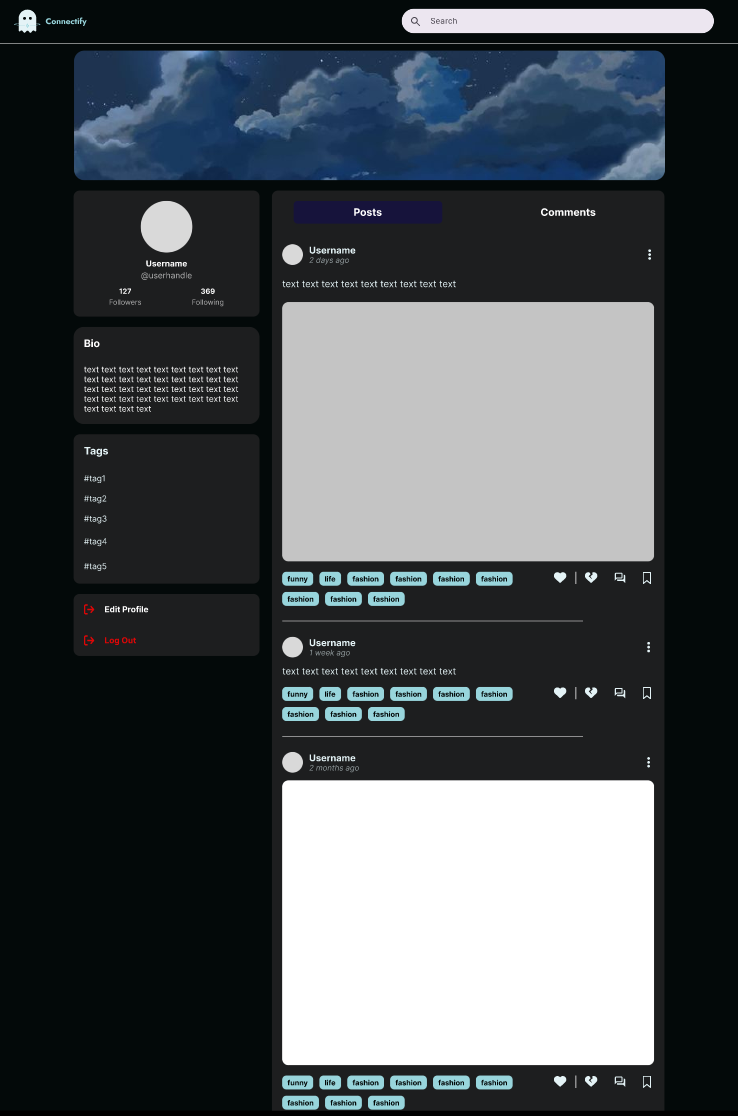 Connectify
Search
Username
@userhandle
127
369
Followers
Following
Bio
text text text text text text text text text
text text text text text text text text text
text text text text text text text text text
text text text text text text text text text
text text text text
Tags
#tag1
#tag2
#tag3
#tag4
#tag5
Edit Profile
Log Out
Posts
Comments
Username
2 days ago
text text text text text text text text text
funny life fashion fashion fashion fashion
fashion fashion fashion
Username
1 week ago
text text text text text text text text text
funny life fashion fashion fashion fashion
fashion fashion fashion
Username
2 months ago
funny life fashion fashion fashion fashion
fashion fashion fashion